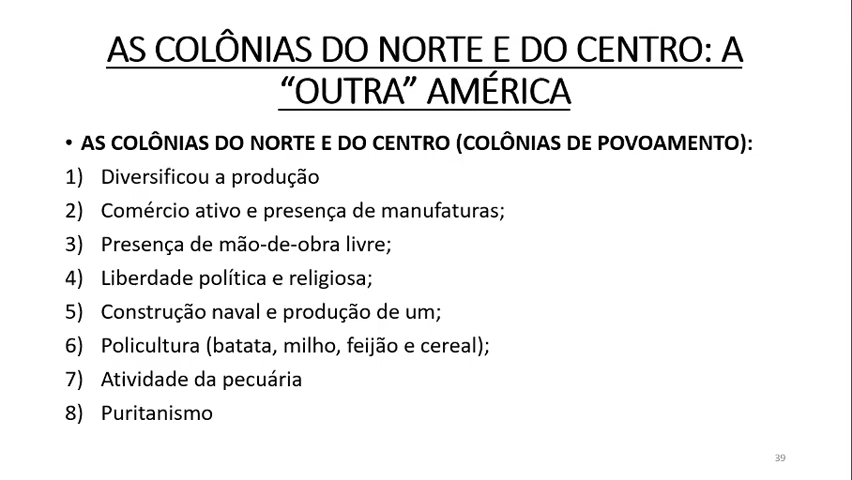 AS COLÔNIAS DO NORTE E DO CENTRO: A
“OUTRA” AMÉRICA
• AS COLÔNIAS DO NORTE E DO CENTRO (COLÔNIAS DE POVOAMENTO):
1) Diversificou a produção
2) Comércio ativo e presença de manufaturas;
3) Presença de mão-de-obra livre;
4) Liberdade política e religiosa;
5) Construção naval e produção de um;
6) Policultura (batata, milho, feijão e cereal);
7) Atividade da pecuária
8) Puritanismo
39